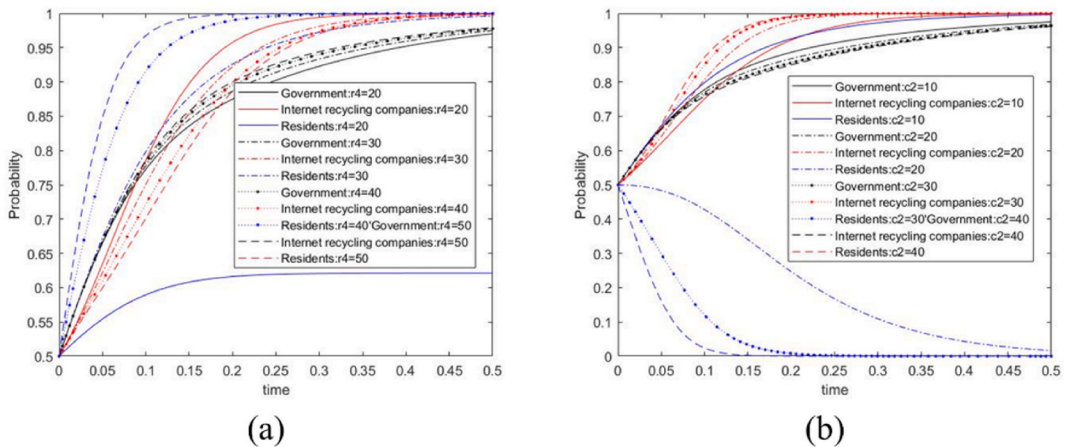 1
0.95
0.9
0.85
0.8
0.75
0.7
0.65
0.6
0.55
0.5
Probability
0 0.05 0.1 0.15 0.2 0.25 0.3 0.35 0.4 0.45 0.5
time
Government:r4=20
Internet recycling companies:r4=20
Residents:r4=20
Government:r4=30
Internet recycling companies:r4=30
Residents:r4=30
Government:r4=40
Internet recycling companies:r4=40
Residents:r4=40'Government:r4=50
Internet recycling companies:r4=50
Residents:r4=50
(a)
1
0.9
0.8
0.7
0.6
0.5
0.4
0.3
0.2
0.1
0
Probability
0 0.05 0.1 0.15 0.2 0.25 0.3 0.35 0.4 0.45 0.5
time
Government:c2=10
Internet recycling companies:c2=10
Residents:c2=10
Government:c2=20
Internet recycling companies:c2=20
Residents:c2=20
Government:c2=30
Internet recycling companies:c2=30
Residents:c2=30'Government:c2=40
Internet recycling companies:c2=40
Residents:c2=40
(b)